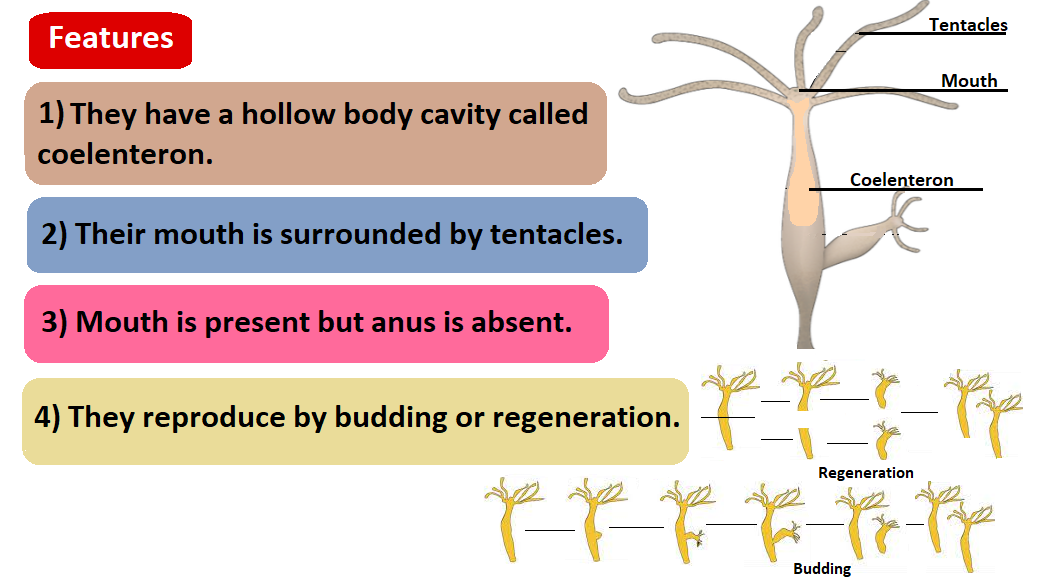 Features
1) They have a hollow body cavity called
coelenteron.
2) Their mouth is surrounded by tentacles.
3) Mouth is present but anus is absent.
4) They reproduce by budding or regeneration.
Tentacles
Mouth
Coelenteron
Regeneration
Budding